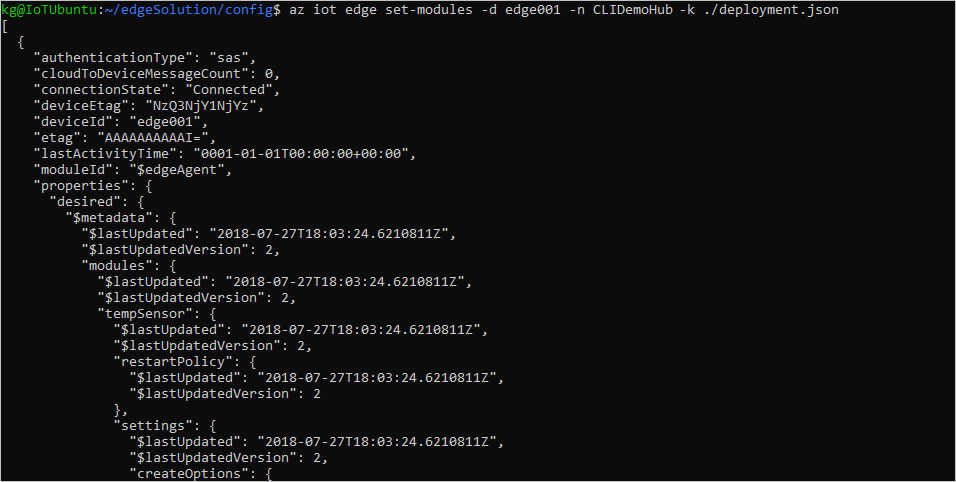 kg@IoTUbuntu:~/edgeSolution/config$ az iot edge set-modules -d edge001 -n CLIDemoHub -k ./deployment.json
[
  {
    "authenticationType": "sas",
    "cloudToDeviceMessageCount": 0,
    "connectionState": "Connected",
    "deviceEtag": "NzQ3NjY1NjYz",
    "deviceId": "edge001",
    "etag": "AAAAAAAAAAI=",
    "lastActivityTime": "0001-01-01T00:00:00+00:00",
    "moduleId": "$edgeAgent",
    "properties": {
      "desired": {
        "$metadata": {
          "$lastUpdated": "2018-07-27T18:03:24.6210811Z",
          "$lastUpdatedVersion": 2,
          "modules": {
            "$lastUpdated": "2018-07-27T18:03:24.6210811Z",
            "$lastUpdatedVersion": 2,
            "tempSensor": {
              "$lastUpdated": "2018-07-27T18:03:24.6210811Z",
              "$lastUpdatedVersion": 2,
              "restartPolicy": {
                "$lastUpdated": "2018-07-27T18:03:24.6210811Z",
                "$lastUpdatedVersion": 2
              },
              "settings": {
                "$lastUpdated": "2018-07-27T18:03:24.6210811Z",
                "$lastUpdatedVersion": 2,
                "createOptions": {